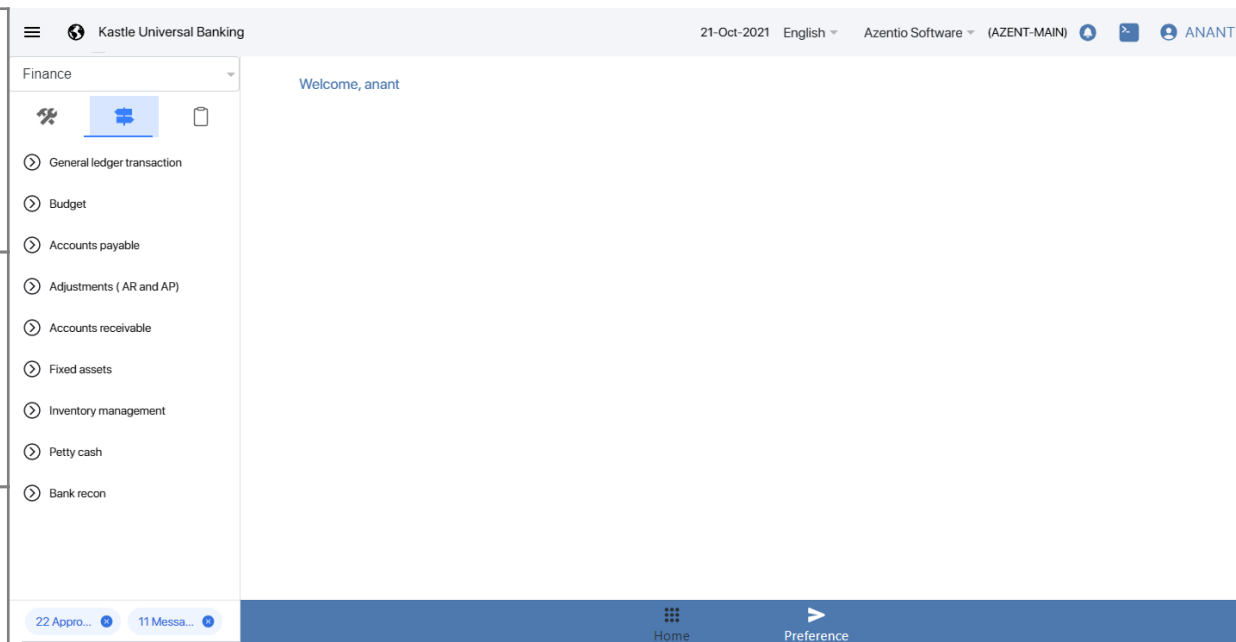 Kastle Universal Banking 21-Oct-2021 English Azentio Software (AZENT-MAIN) ANANT
Finance
Welcome, anant
General ledger transaction
Budget
Accounts payable
Adjustments ( AR and AP)
Accounts receivable
Fixed assets
Inventory management
Petty cash
Bank recon
22 Appro... 11 Messa...
Home Preference